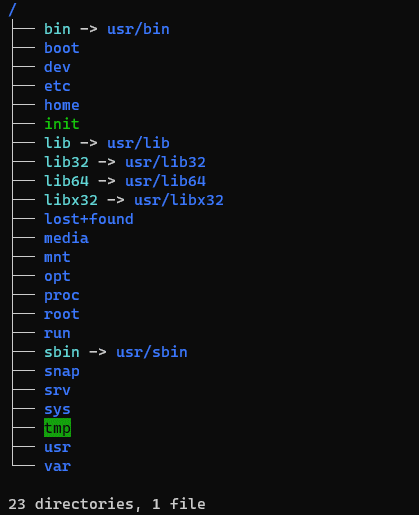 /
├── bin -> usr/bin
├── boot
├── dev
├── etc
├── home
├── init
├── lib -> usr/lib
├── lib32 -> usr/lib32
├── lib64 -> usr/lib64
├── libx32 -> usr/libx32
├── lost+found
├── media
├── mnt
├── opt
├── proc
├── root
├── run
├── sbin -> usr/sbin
├── snap
├── srv
├── sys
├── tmp
├── usr
└── var
23 directories, 1 file